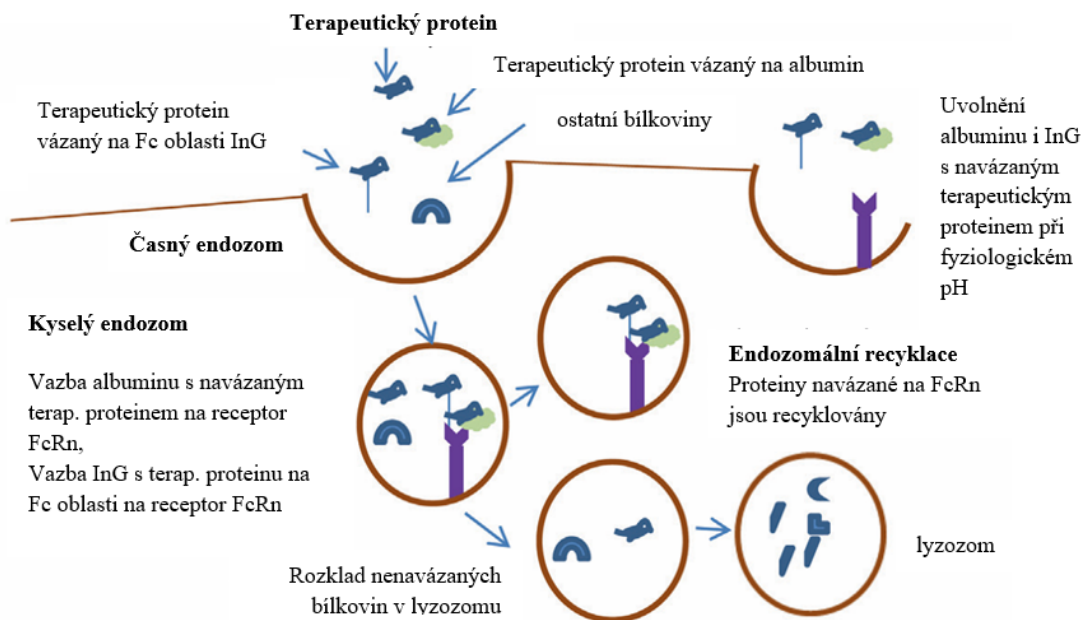 Terapeutický protein
Terapeutický protein vázaný na albumin
Terapeutický protein
vázaný na Fc oblasti InG
ostatní bílkoviny
Uvolnění
albuminu i InG
s navázaným
terapeutickým
proteinem při
fyziologickém
pH
Časný endozom
Kyselý endozom
Vazba albuminu s navázaným
terap. proteinem na receptor
FcRn,
Vazba InG s terap. proteinu na
Fc oblasti na receptor FcRn
Endozomální recyklace
Proteiny navázané na FcRn
jsou recyklovány
Rozklad nenavázaných
bílkovin v lyzozomu
lyzozom